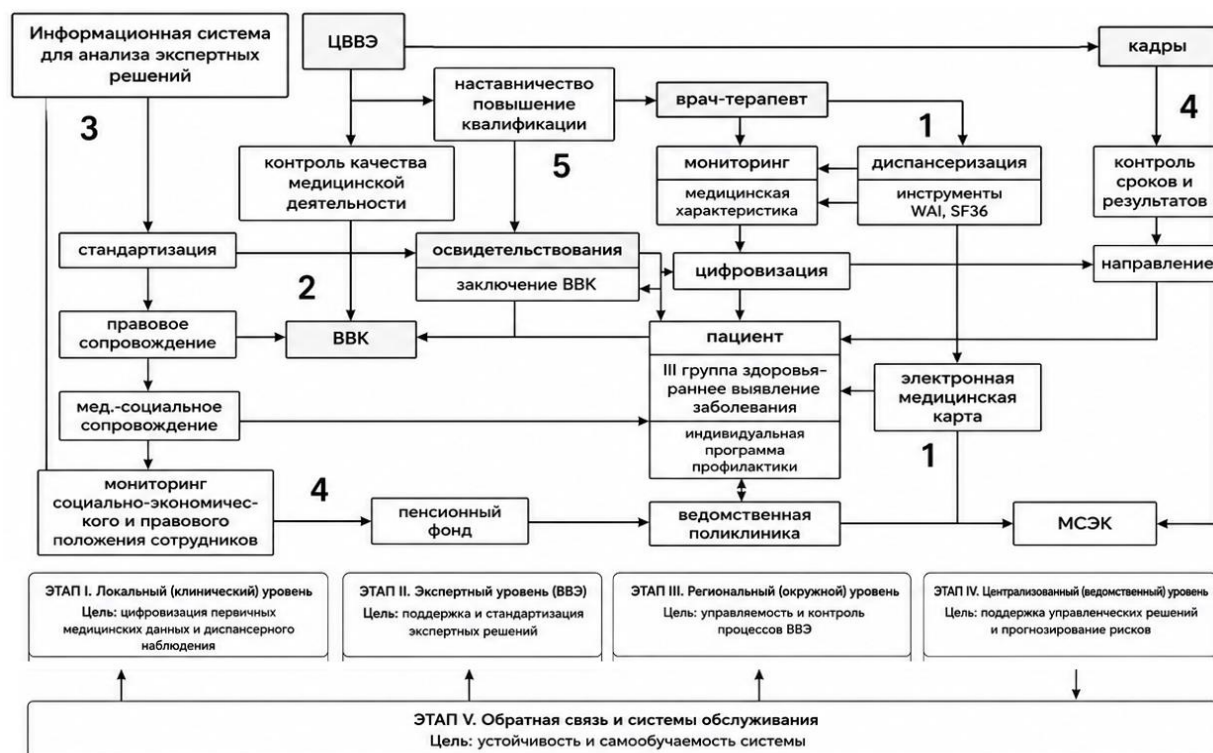 Информационная система
для анализа экспертных
решений
ЦВВЭ
кадры
наставничество
повышение
квалификации
врач-терапевт
3
1
4
контроль качества
медицинской
деятельности
5
мониторинг
медицинская
характеристика
диспансеризация
инструменты
WAI, SF36
контроль
сроков и
результатов
стандартизация
освидетельствования
заключение ВВК
цифровизация
направление
2
правовое
сопровождение
ВВК
пациент
III группа здоровья–
раннее выявление
заболевания
индивидуальная
программа
профилактики
электронная
медицинская
карта
мед.-социальное
сопровождение
1
мониторинг
социально-экономичес-
кого и правового
положения сотрудников
4
пенсионный
фонд
ведомственная
поликлиника
МСЭК
ЭТАП I. Локальный (клинический) уровень
Цель: цифровизация первичных
медицинских данных и диспансерного
наблюдения
ЭТАП II. Экспертный уровень (ВВЭ)
Цель: поддержка и стандартизация
экспертных решений
ЭТАП III. Региональный (окружной) уровень
Цель: управляемость и контроль
процессов ВВЭ
ЭТАП IV. Централизованный (ведомственный) уровень
Цель: поддержка управленческих решений
и прогнозирование рисков
ЭТАП V. Обратная связь и системы обслуживания
Цель: устойчивость и самообучаемость системы